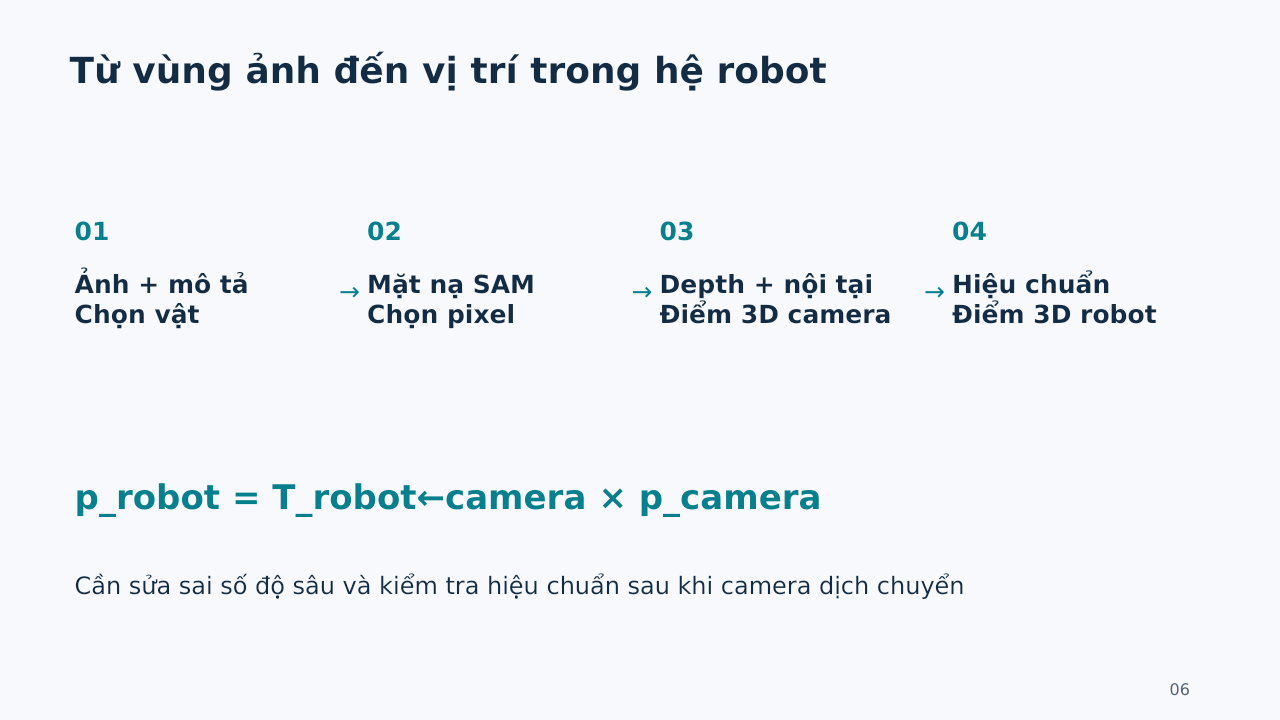 Từ vùng ảnh đến vị trí trong hệ robot
01
Ảnh + mô tả
Chọn vật
→
02
Mặt nạ SAM
Chọn pixel
→
03
Depth + nội tại
Điểm 3D camera
→
04
Hiệu chuẩn
Điểm 3D robot
p_robot = T_robot←camera × p_camera
Cần sửa sai số độ sâu và kiểm tra hiệu chuẩn sau khi camera dịch chuyển
06